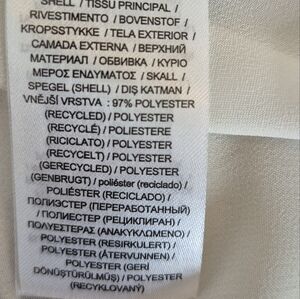 SHELL / TISSU PRINCIPAL /
RIVESTIMENTO / BOVENSTOF /
KROPSSTYKKE / TELA EXTERIOR /
CAMADA EXTERNA / ВЕРХНИЙ
МАТЕРИАЛ / ОБВИВКА / ΚΥΡΙΟ
ΜΕΡΟΣ ΕΝΔΥΜΑΤΟΣ / SKALL /
SPEGEL (SHELL) / DIŞ KATMAN /
VNĚJŠÍ VRSTVA : 97% POLYESTER
(RECYCLED) / POLYESTER
(RECYCLÉ) / POLIESTERE
(RICICLATO) / POLYESTER
(RECYCELT) / POLYESTER
(GERECYCLED) / POLYESTER
(GENBRUGT) / poliéster (reciclado) /
POLIÉSTER (RECICLADO) /
ПОЛИЭСТЕР (ПЕРЕРАБОТАННЫЙ)
/ ПОЛИЕСТЕР (РЕЦИКЛИРАН) /
ΠΟΛΥΕΣΤΕΡΑΣ (ΑΝΑΚΥΚΛΩΜΕΝΟ) /
POLYESTER (RESIRKULERT) /
POLYESTER (ÅTERVUNNEN) /
POLYESTER (GERİ
DÖNÜŞTÜRÜLMÜŞ) / POLYESTER
(RECYKLOVANÝ)